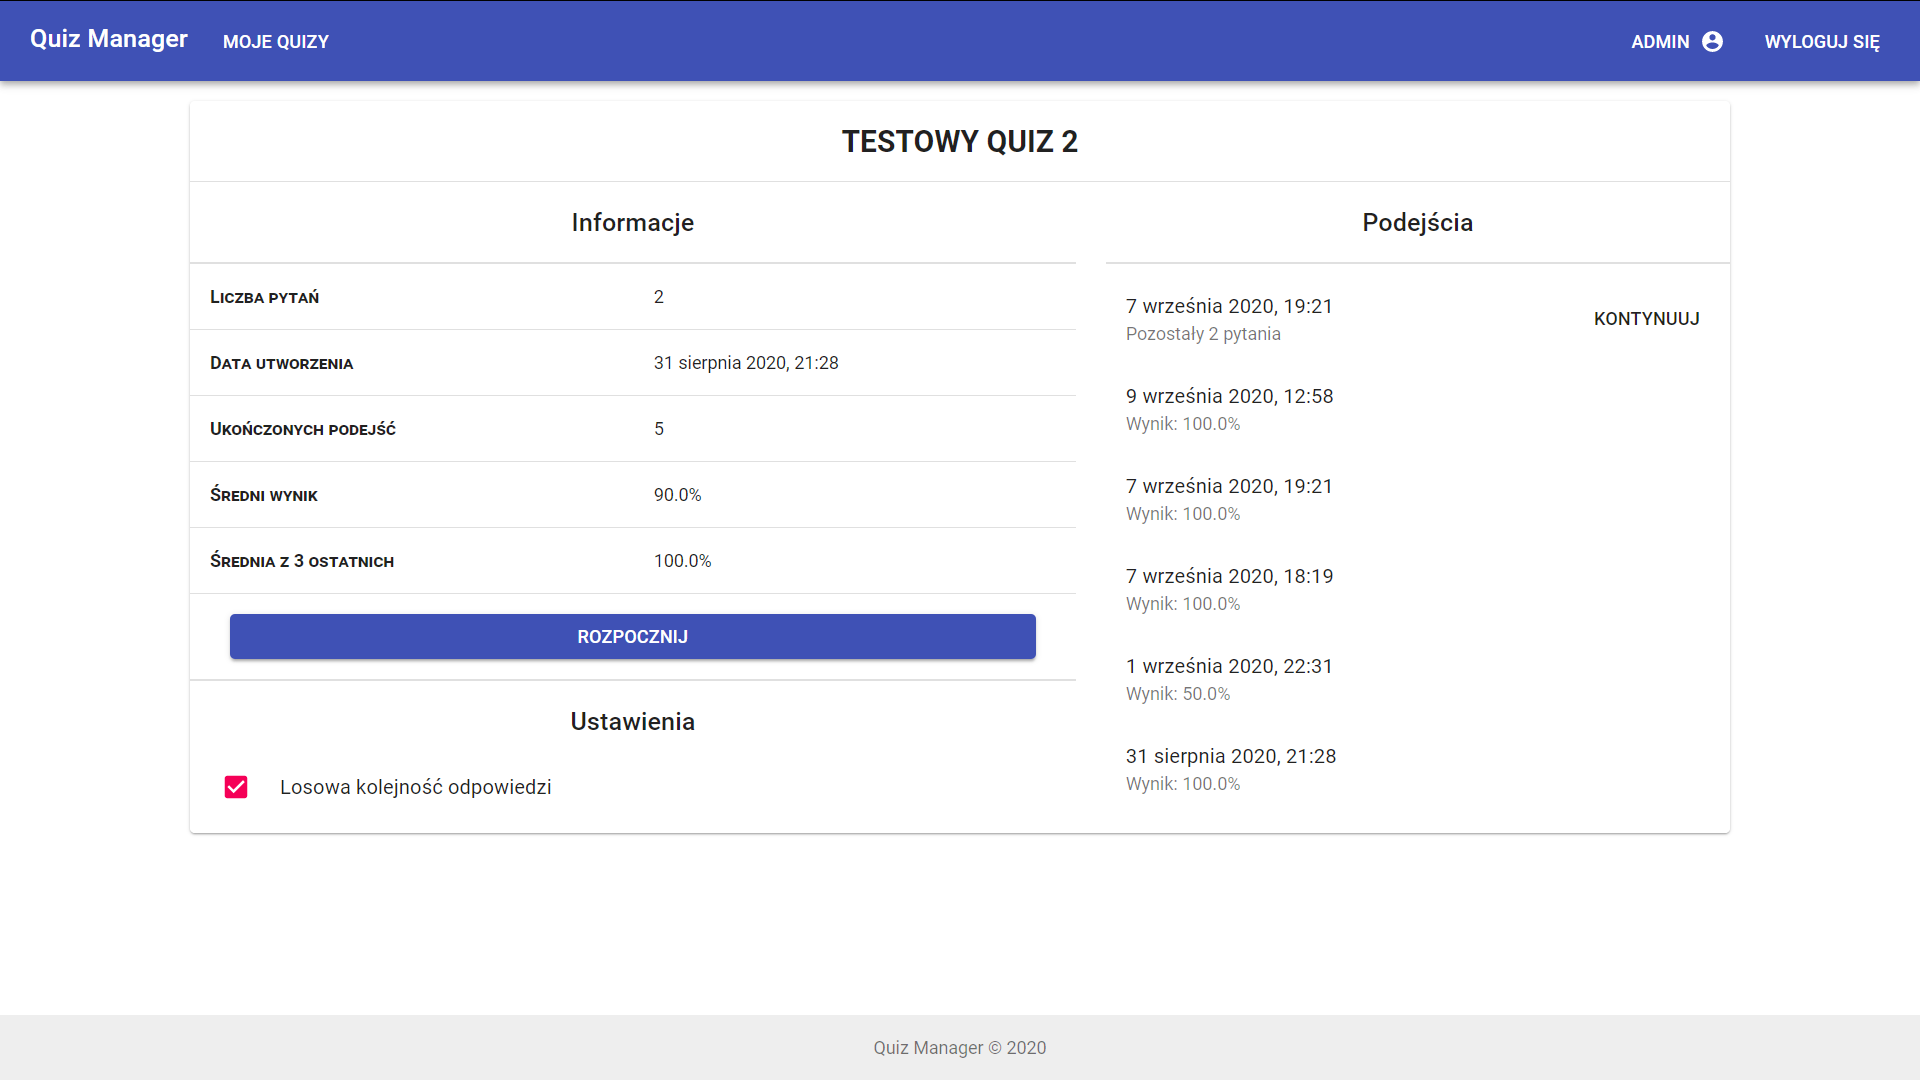 Quiz Manager MOJE QUIZY ADMIN WYLOGUJ SIĘ
TESTOWY QUIZ 2
Informacje
Liczba pytań 2
Data utworzenia 31 sierpnia 2020, 21:28
Ukończonych podejść 5
Średni wynik 90.0%
Średnia z 3 ostatnich 100.0%
ROZPOCZNIJ
Ustawienia
Losowa kolejność odpowiedzi
Podejścia
7 września 2020, 19:21
Pozostały 2 pytania
KONTYNUUJ
9 września 2020, 12:58
Wynik: 100.0%
7 września 2020, 19:21
Wynik: 100.0%
7 września 2020, 18:19
Wynik: 100.0%
1 września 2020, 22:31
Wynik: 50.0%
31 sierpnia 2020, 21:28
Wynik: 100.0%
Quiz Manager © 2020